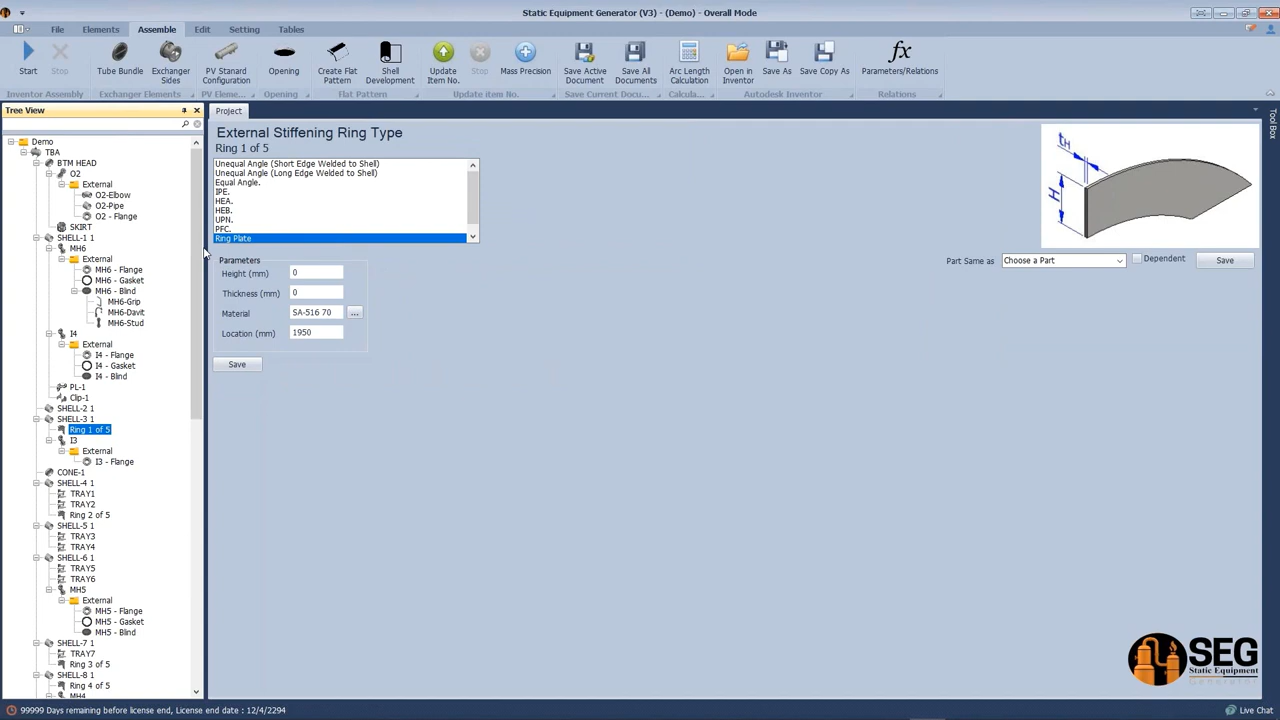 Static Equipment Generator (V3) - (Demo) - Overall Mode
File Elements Assemble Edit Setting Tables
Start Stop Tube Bundle Exchanger Sides PV Stanard Configuration Opening Create Flat Pattern Shell Development Update Item No. Stop Mass Precision Save Active Document Save All Documents Arc Length Calculation Open in Inventor Save As Save Copy As fx Parameters/Relations
Inventor Assembly Exchanger Elements PV Eleme... Opening Flat Pattern Update item No. Save Current Docu... Calcula... Autodesk Inventor Relations
Tree View
Project
Tool Box
Demo
TBA
BTM HEAD
O2
External
O2-Elbow
O2-Pipe
O2 - Flange
SKIRT
SHELL-1 1
MH6
External
MH6 - Flange
MH6 - Gasket
MH6 - Blind
MH6-Grip
MH6-Davit
MH6-Stud
I4
External
I4 - Flange
I4 - Gasket
I4 - Blind
PL-1
Clip-1
SHELL-2 1
SHELL-3 1
Ring 1 of 5
I3
External
I3 - Flange
CONE-1
SHELL-4 1
TRAY1
TRAY2
Ring 2 of 5
SHELL-5 1
TRAY3
TRAY4
SHELL-6 1
TRAY5
TRAY6
MH5
External
MH5 - Flange
MH5 - Gasket
MH5 - Blind
SHELL-7 1
TRAY7
Ring 3 of 5
SHELL-8 1
Ring 4 of 5
MH4
External Stiffening Ring Type
Ring 1 of 5
Unequal Angle (Short Edge Welded to Shell)
Unequal Angle (Long Edge Welded to Shell)
Equal Angle.
IPE.
HEA.
HEB.
UPN.
PFC.
Ring Plate
Parameters
Height (mm) 0
Thickness (mm) 0
Material SA-516 70 ...
Location (mm) 1950
Save
tH
H
Part Same as Choose a Part Dependent Save
SEG
Static Equipment
Generator
99999 Days remaining before license end, License end date : 12/4/2294
Live Chat